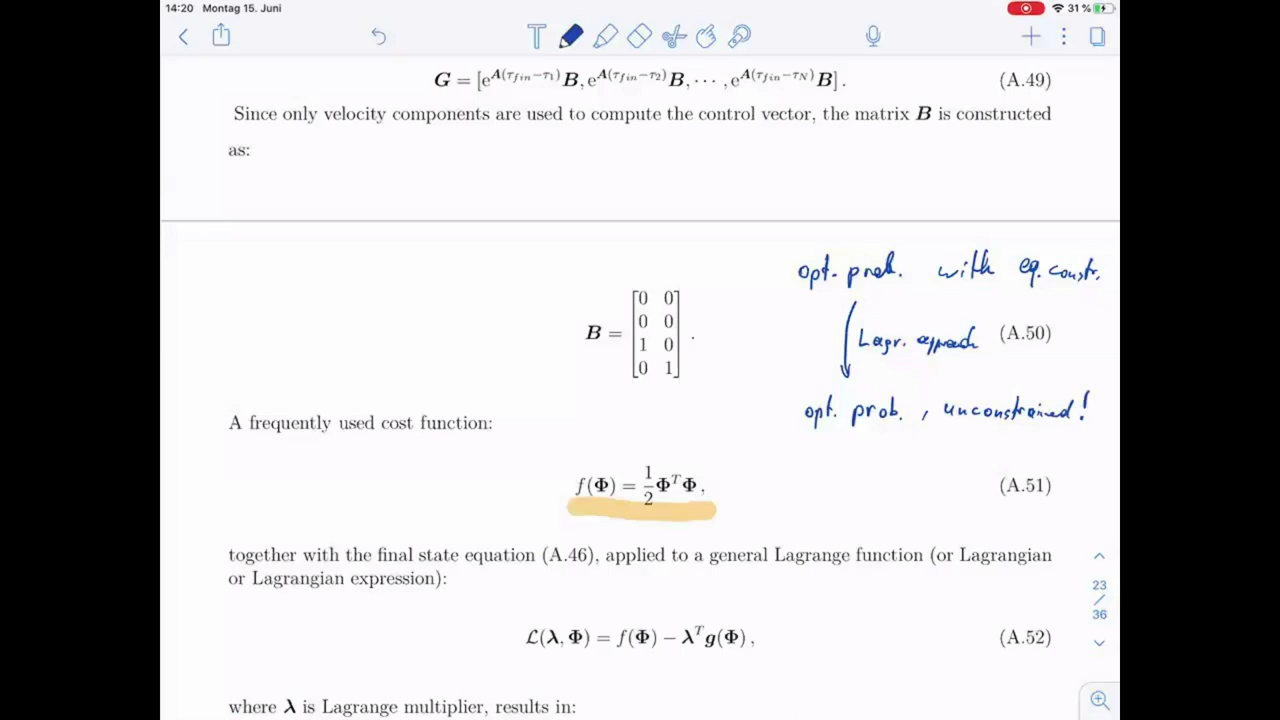 14:20 Montag 15. Juni
31 %
G = [e^{A(τ_{fin}−τ_1)}B, e^{A(τ_{fin}−τ_2)}B, ⋯ , e^{A(τ_{fin}−τ_N)}B] . (A.49)
Since only velocity components are used to compute the control vector, the matrix B is constructed
as:
opt. prob. with eq. constr.
B = [0 0
0 0
1 0
0 1] . (A.50)
Lagr. approach
opt. prob. , unconstrained!
A frequently used cost function:
f(Φ) = 1/2 Φ^T Φ , (A.51)
together with the final state equation (A.46), applied to a general Lagrange function (or Lagrangian
or Lagrangian expression):
23
/
36
ℒ(λ, Φ) = f(Φ) − λ^T g(Φ) , (A.52)
where λ is Lagrange multiplier, results in: